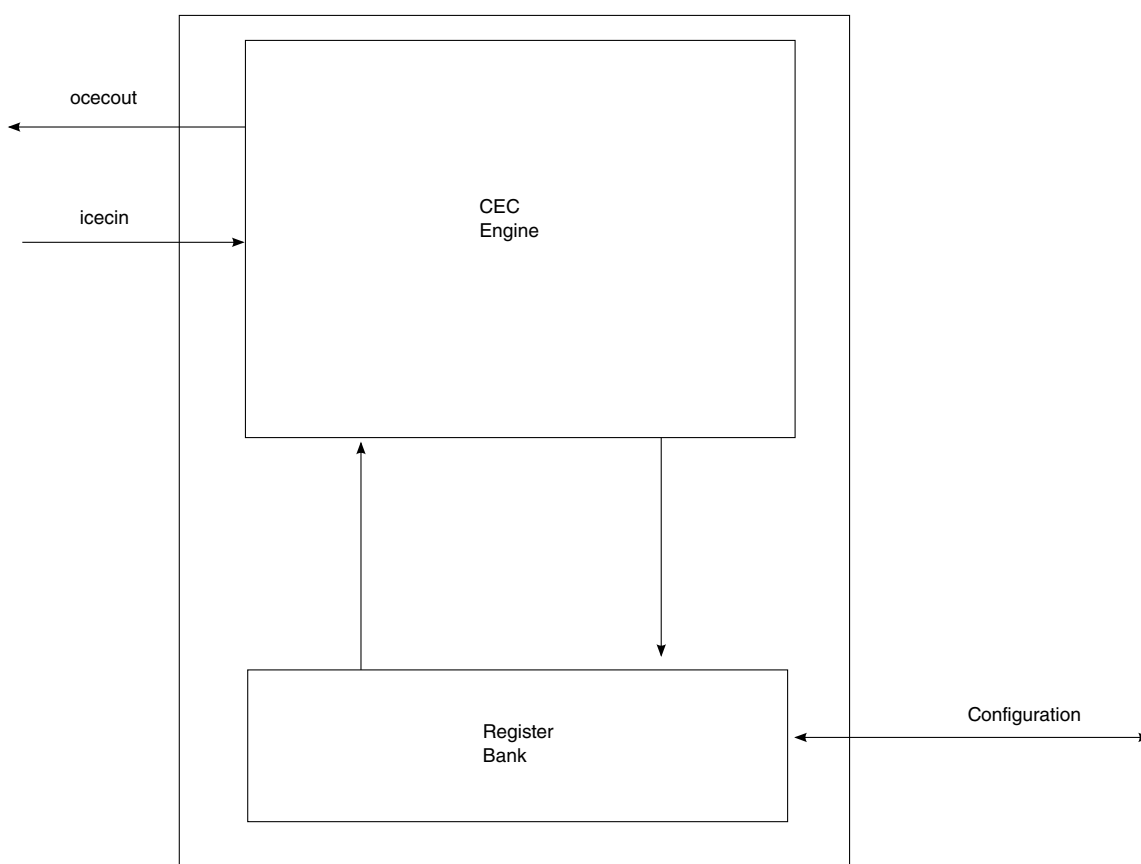 ocecout
icecin
CEC
Engine
Register
Bank
Configuration